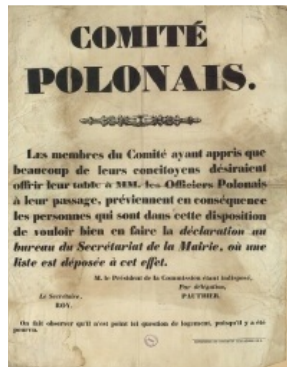 COMITÉ
POLONAIS.
LES membres du Comité ayant appris que
beaucoup de leurs concitoyens désiraient
offrir leur table à MM. les Officiers Polonais
à leur passage, préviennent en conséquence
les personnes qui sont dans cette disposition
de vouloir bien en faire la déclaration au
bureau du Secrétariat de la Mairie, où une
liste est déposée à cet effet.
M. le Président de la Commission étant indisposé,
Par délégation,
Le Secrétaire,
PAUTHIER.
ROY.
On fait observer qu'il n'est point ici question de logement, puisqu'il y a été
pourvu.